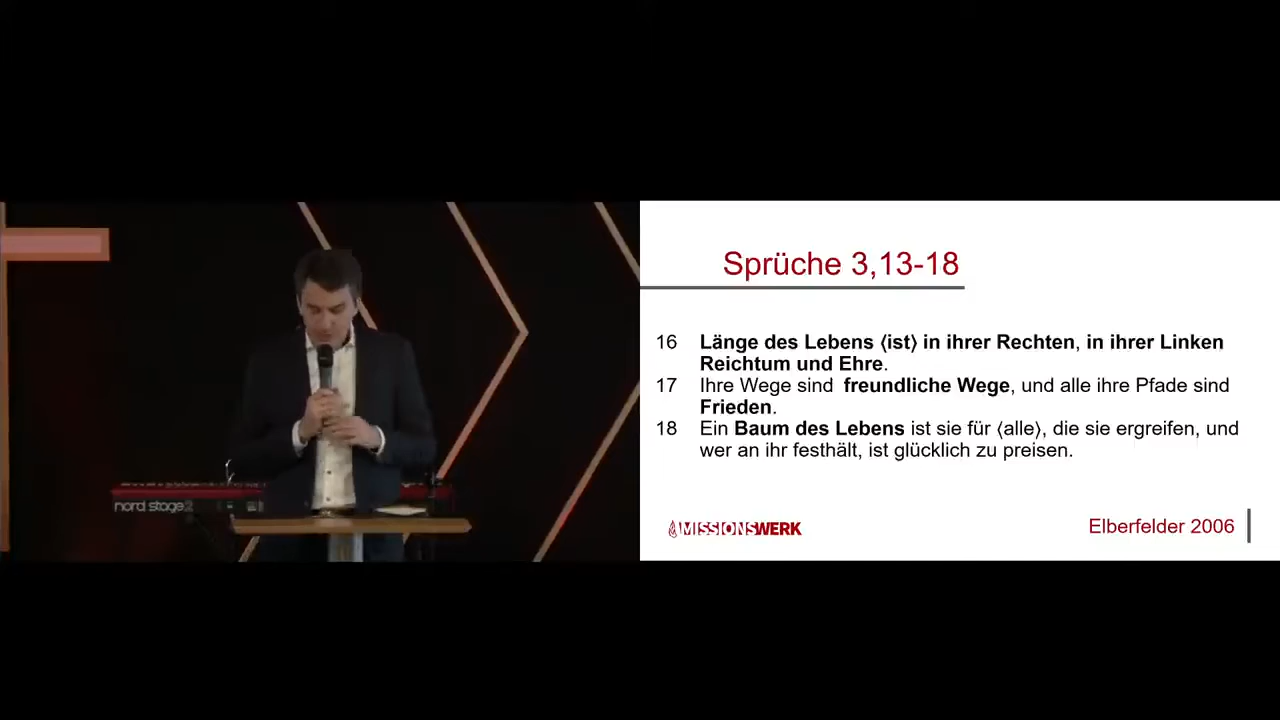 Sprüche 3,13-18
16 Länge des Lebens ⟨ist⟩ in ihrer Rechten, in ihrer Linken
Reichtum und Ehre.
17 Ihre Wege sind freundliche Wege, und alle ihre Pfade sind
Frieden.
18 Ein Baum des Lebens ist sie für ⟨alle⟩, die sie ergreifen, und
wer an ihr festhält, ist glücklich zu preisen.
MISSIONSWERK
Elberfelder 2006
nord stage 2